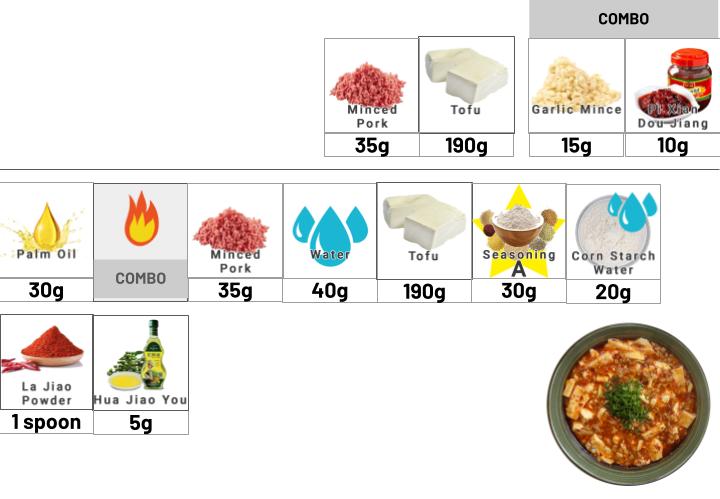 COMBO
Minced
Pork
Tofu
Garlic Mince
Pi Xian
Dou Jiang
35g
190g
15g
10g
Palm Oil
COMBO
Minced
Pork
Water
Tofu
Seasoning
A
Corn Starch
Water
30g
35g
40g
190g
30g
20g
La Jiao
Powder
Hua Jiao You
1 spoon
5g